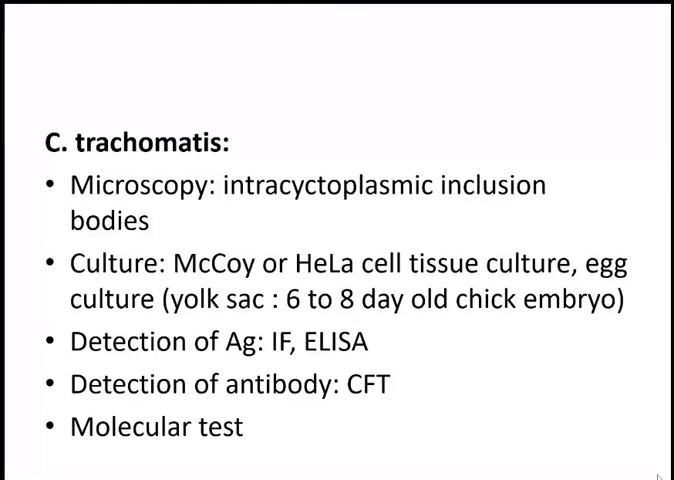 C. trachomatis:
• Microscopy: intracyctoplasmic inclusion
bodies
• Culture: McCoy or HeLa cell tissue culture, egg
culture (yolk sac : 6 to 8 day old chick embryo)
• Detection of Ag: IF, ELISA
• Detection of antibody: CFT
• Molecular test